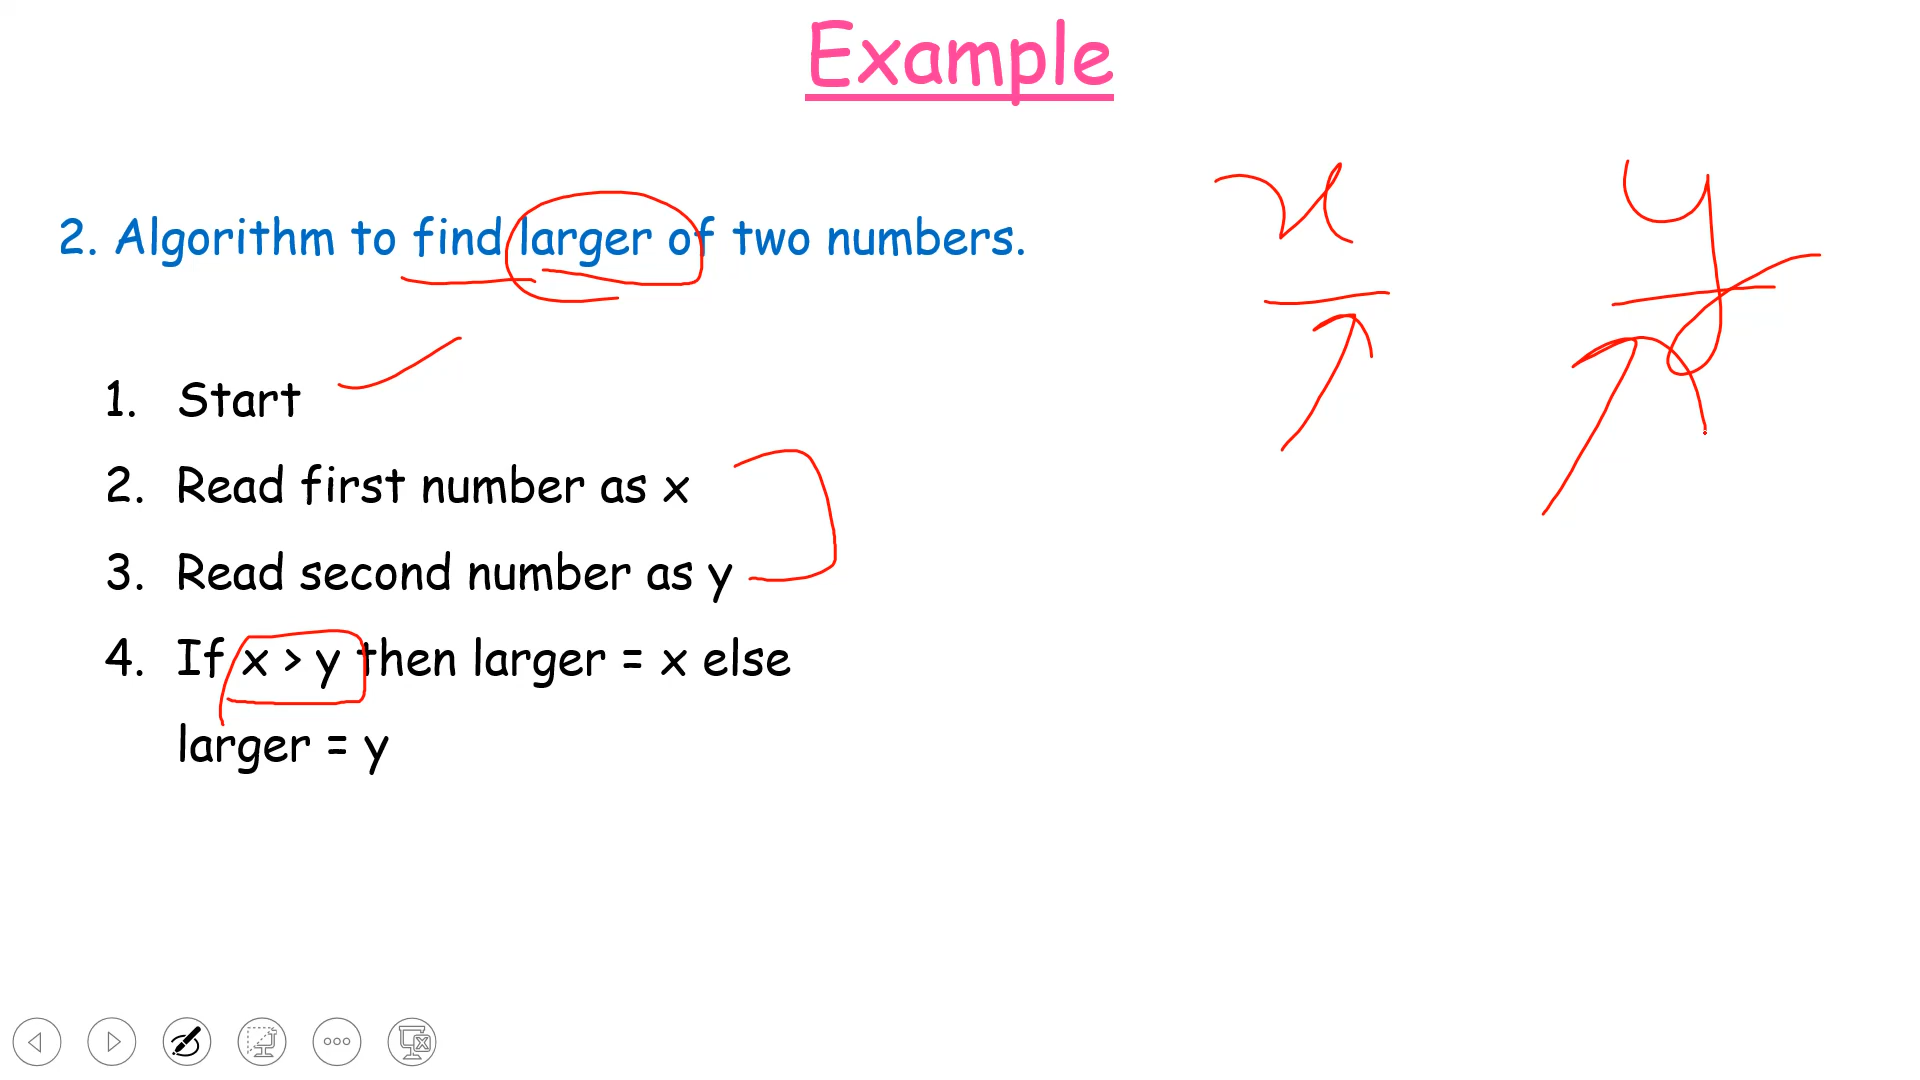 Example
2. Algorithm to find larger of two numbers.
x y
1. Start
2. Read first number as x
3. Read second number as y
4. If x > y then larger = x else
larger = y